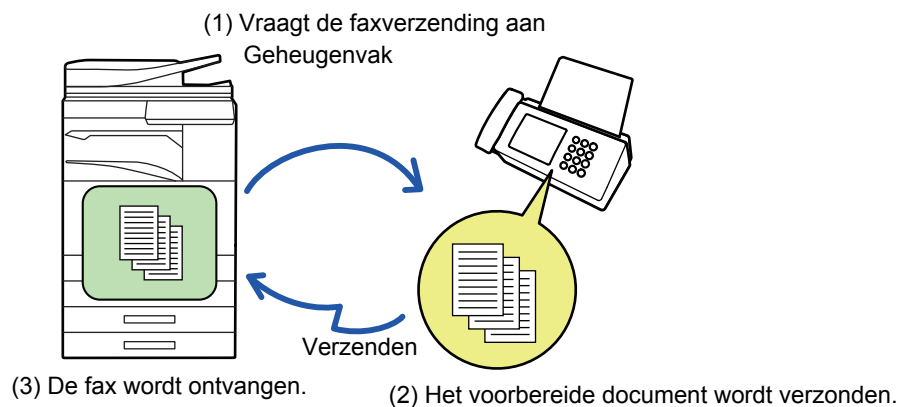 (1) Vraagt de faxverzending aan
Geheugenvak
Verzenden
(3) De fax wordt ontvangen.
(2) Het voorbereide document wordt verzonden.